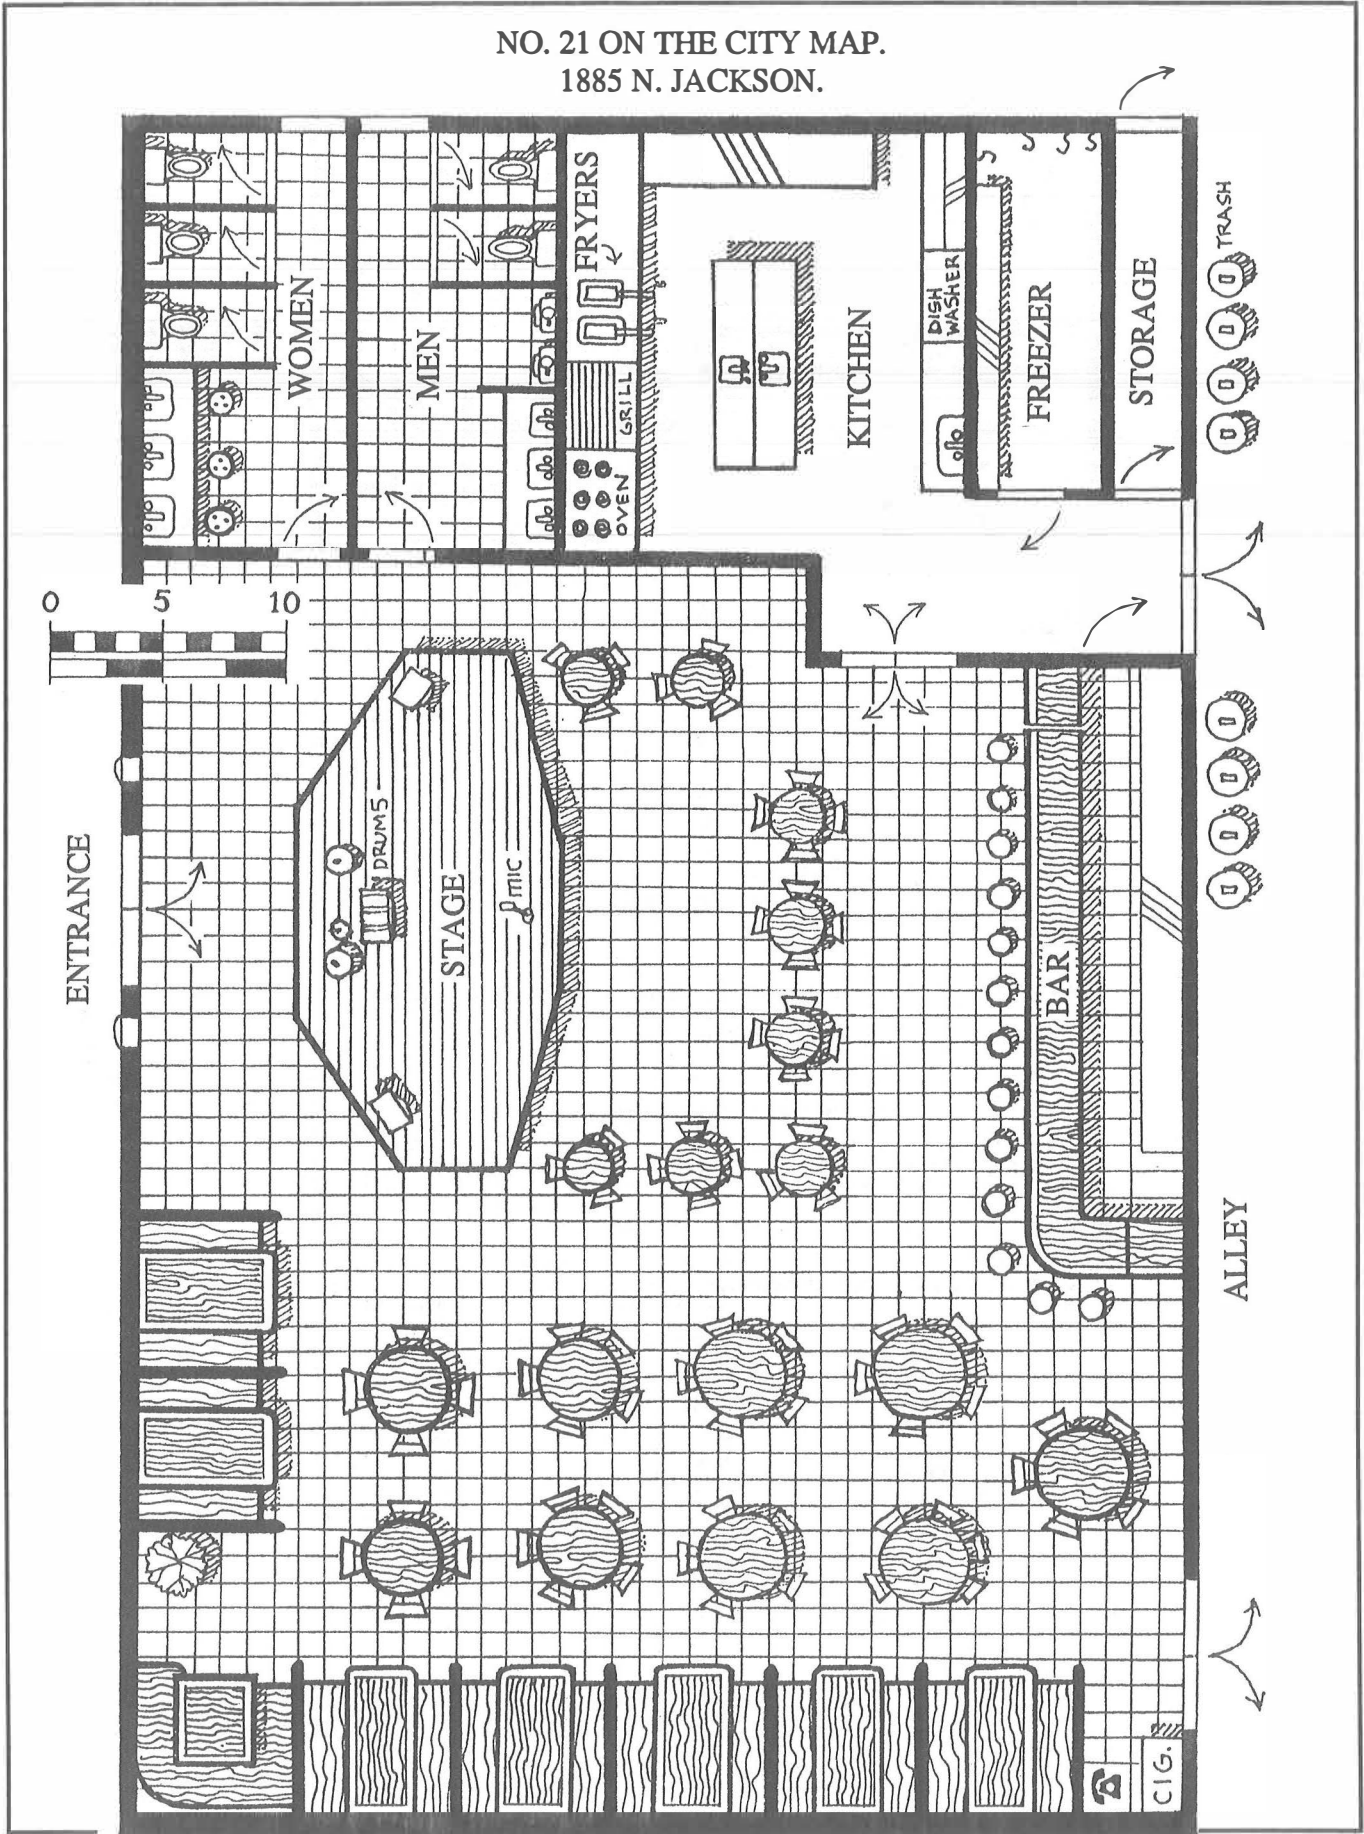 NO. 21 ON THE CITY MAP.
1885 N. JACKSON.
WOMEN
MEN
FRYERS
GRILL
OVEN
KITCHEN
DISH
WASHER
FREEZER
STORAGE
TRASH
0 5 10
ENTRANCE
DRUMS
STAGE
MIC
BAR
ALLEY
CIG.